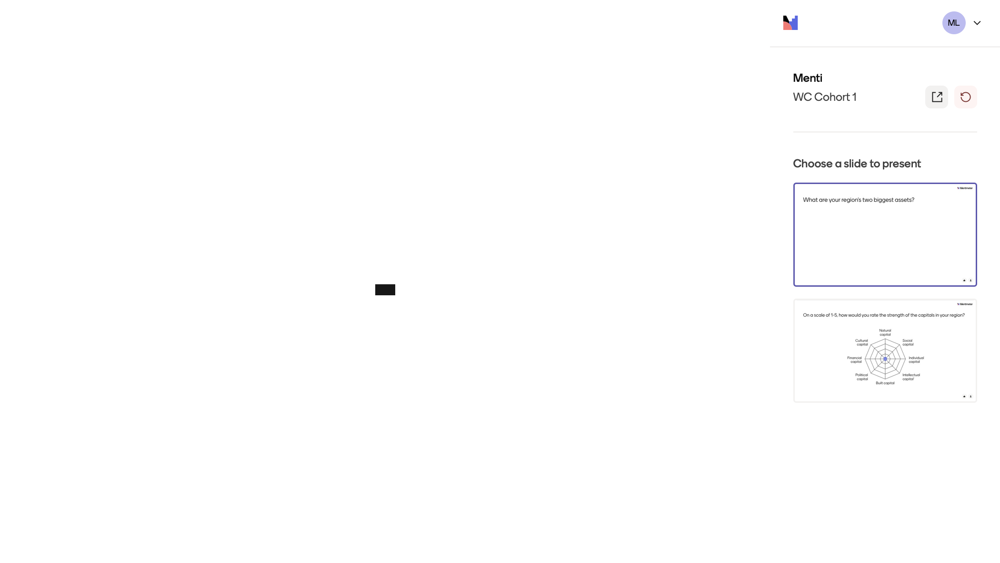 ML
Menti
WC Cohort 1
Choose a slide to present
Mentimeter
What are your region's two biggest assets?
Mentimeter
On a scale of 1-5, how would you rate the strength of the capitals in your region?
Natural
capital
Cultural
capital
Social
capital
Financial
capital
Individual
capital
Political
capital
Intellectual
capital'
Built capital